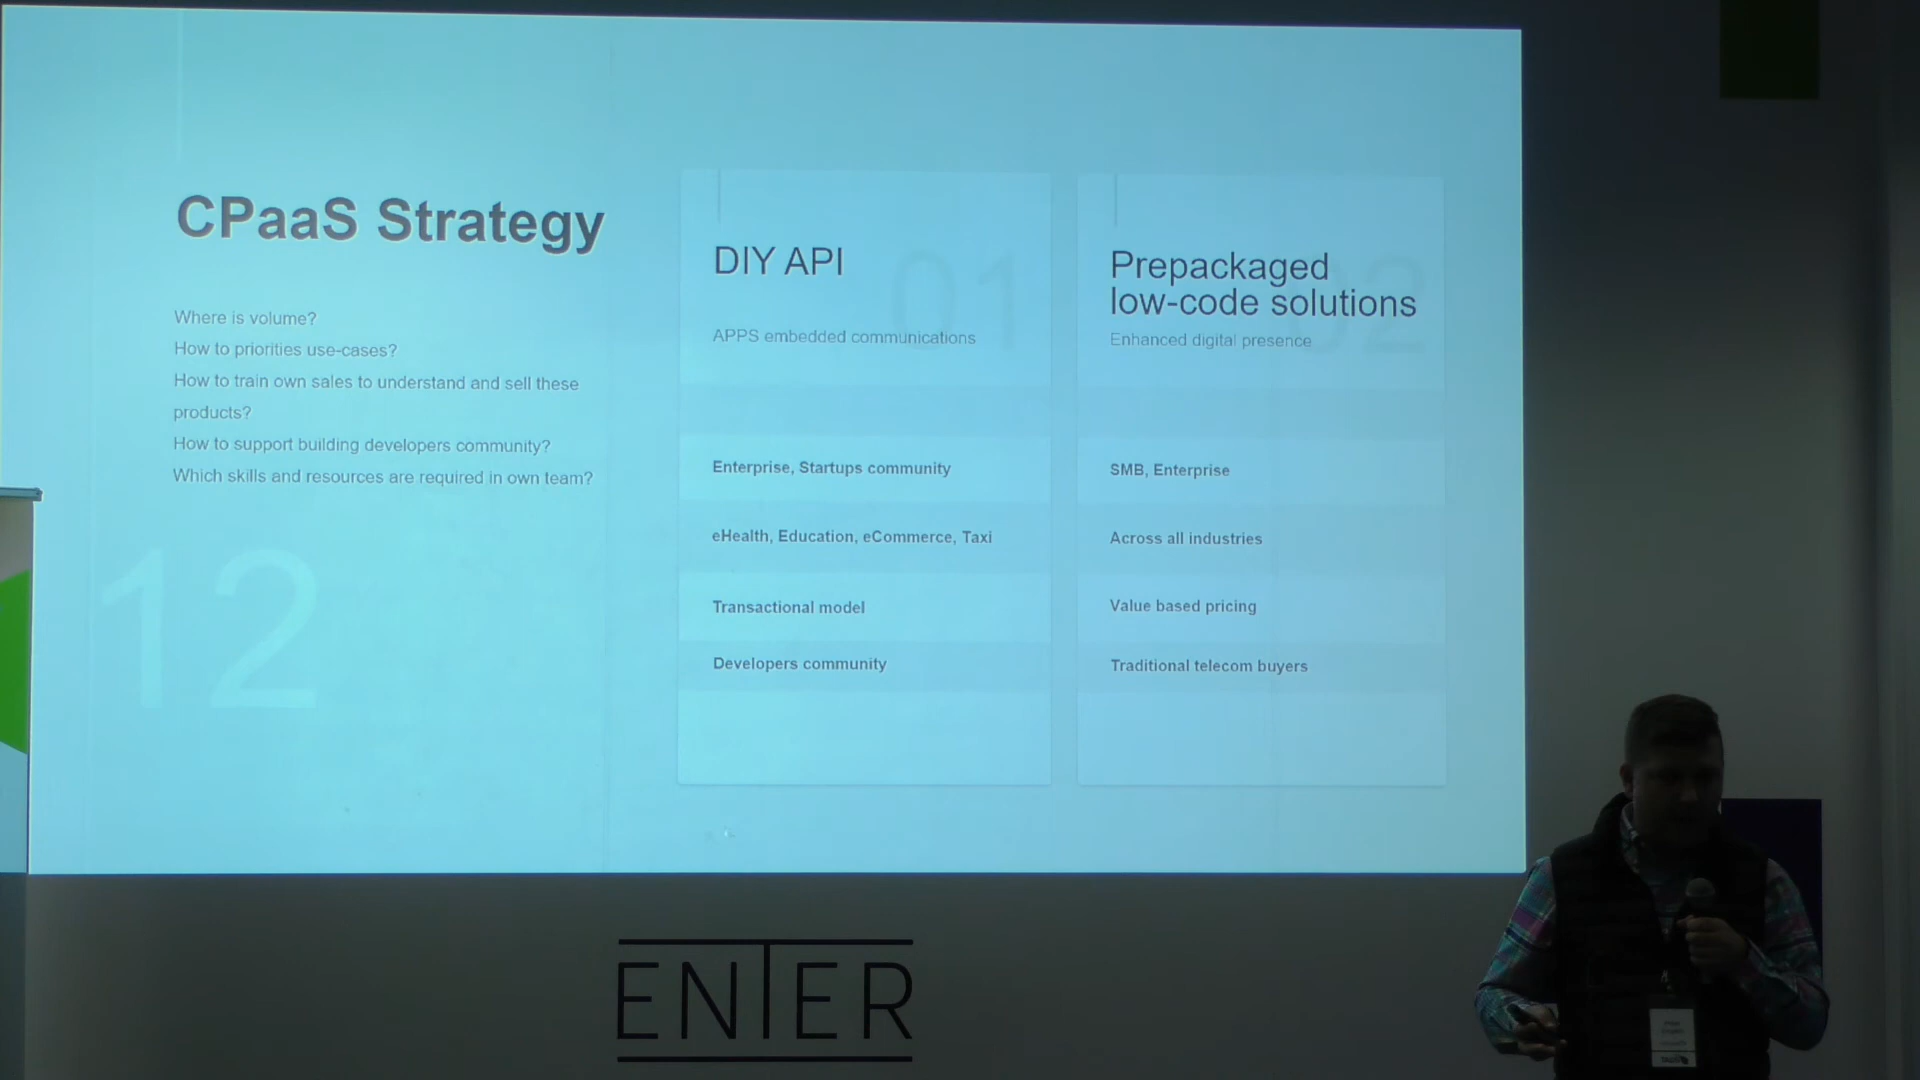 CPaaS Strategy
Where is volume?
How to priorities use-cases?
How to train own sales to understand and sell these
products?
How to support building developers community?
Which skills and resources are required in own team?
12
DIY API
01
APPS embedded communications
Enterprise, Startups community
eHealth, Education, eCommerce, Taxi
Transactional model
Developers community
Prepackaged
low-code solutions
02
Enhanced digital presence
SMB, Enterprise
Across all industries
Value based pricing
Traditional telecom buyers
ENTER